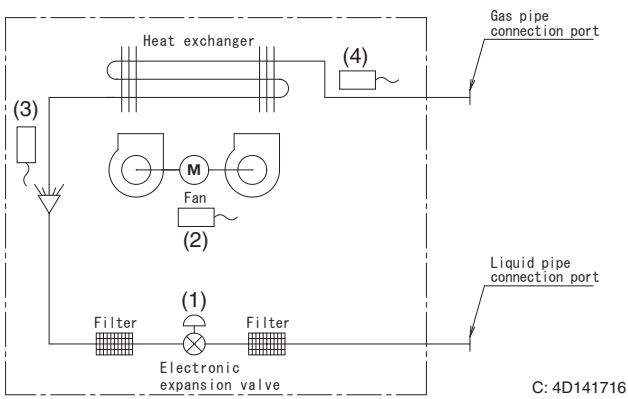 Gas pipe
connection port
Heat exchanger
(4)
(3)
M
Fan
(2)
Liquid pipe
connection port
(1)
Filter
Filter
Electronic
expansion valve
C: 4D141716